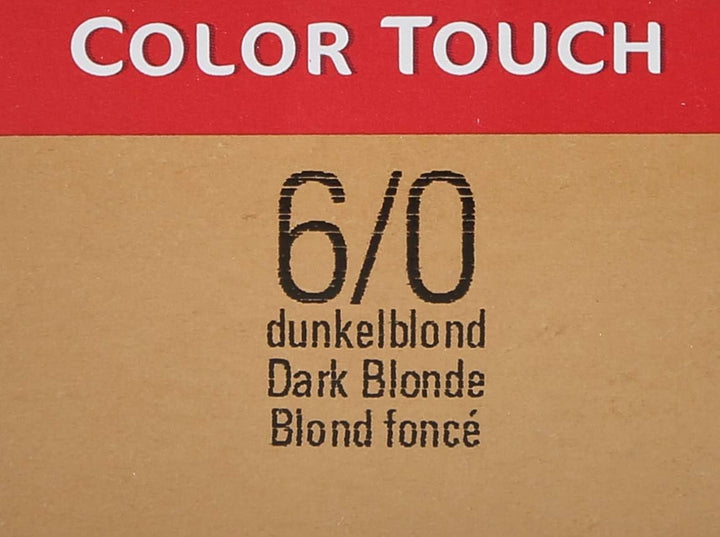 COLOR TOUCH
6/0
dunkelblond
Dark Blonde
Blond foncé